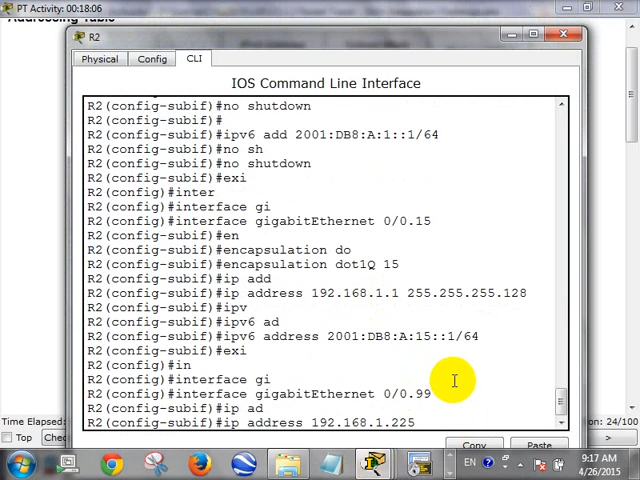 PT Activity: 00:18:06
Addressing Table
R2
Physical Config CLI
IOS Command Line Interface
R2(config-subif)#no shutdown
R2(config-subif)#
R2(config-subif)#ipv6 add 2001:DB8:A:1::1/64
R2(config-subif)#no sh
R2(config-subif)#no shutdown
R2(config-subif)#exi
R2(config)#inter
R2(config)#interface gi
R2(config)#interface gigabitEthernet 0/0.15
R2(config-subif)#en
R2(config-subif)#encapsulation do
R2(config-subif)#encapsulation dot1Q 15
R2(config-subif)#ip add
R2(config-subif)#ip address 192.168.1.1 255.255.255.128
R2(config-subif)#ipv
R2(config-subif)#ipv6 ad
R2(config-subif)#ipv6 address 2001:DB8:A:15::1/64
R2(config-subif)#exi
R2(config)#in
R2(config)#interface gi
R2(config)#interface gigabitEthernet 0/0.99
R2(config-subif)#ip ad
R2(config-subif)#ip address 192.168.1.225
Time Elapsed: 24/100
Copy Paste
Top Chec >
EN 9:17 AM
4/26/2015